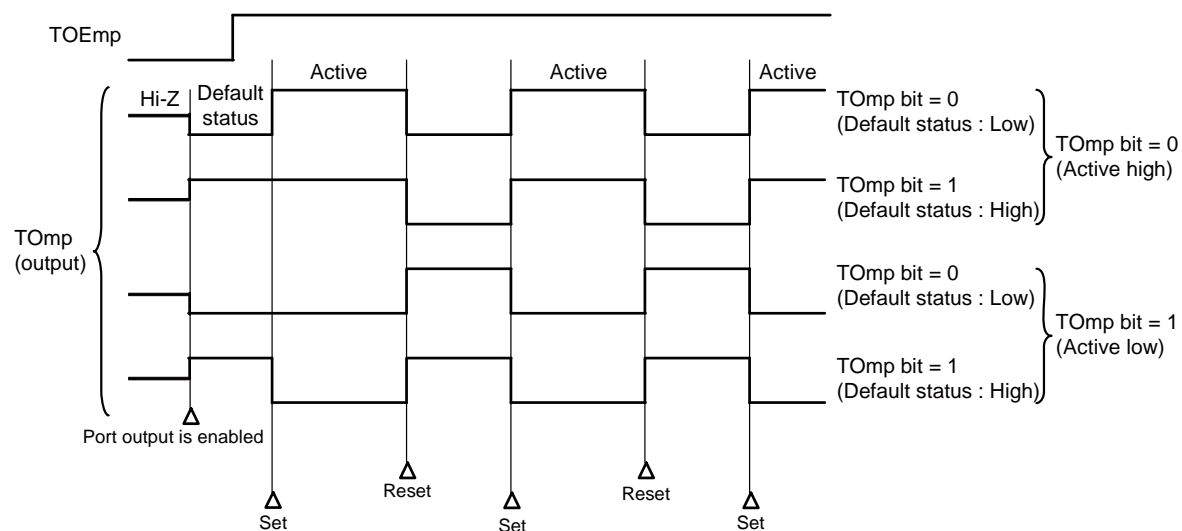 TOEmp
Active
Active
Active
Hi-Z
Default
status
TOmp bit = 0
(Default status : Low)
TOmp bit = 0
(Active high)
TOmp bit = 1
(Default status : High)
TOmp
(output)
TOmp bit = 0
(Default status : Low)
TOmp bit = 1
(Active low)
TOmp bit = 1
(Default status : High)
Port output is enabled
Reset
Reset
Set
Set
Set